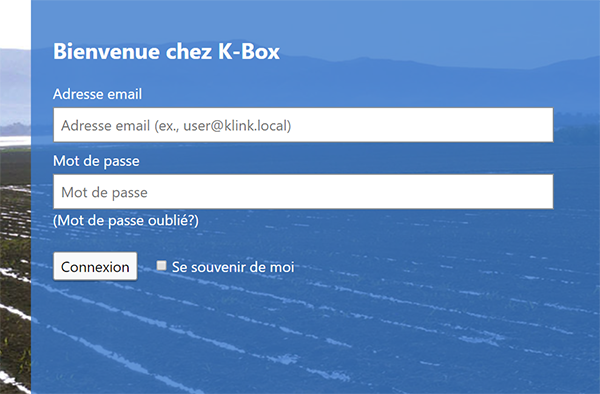 Bienvenue chez K-Box
Adresse email
Adresse email (ex., user@klink.local)
Mot de passe
Mot de passe
(Mot de passe oublié?)
Connexion Se souvenir de moi